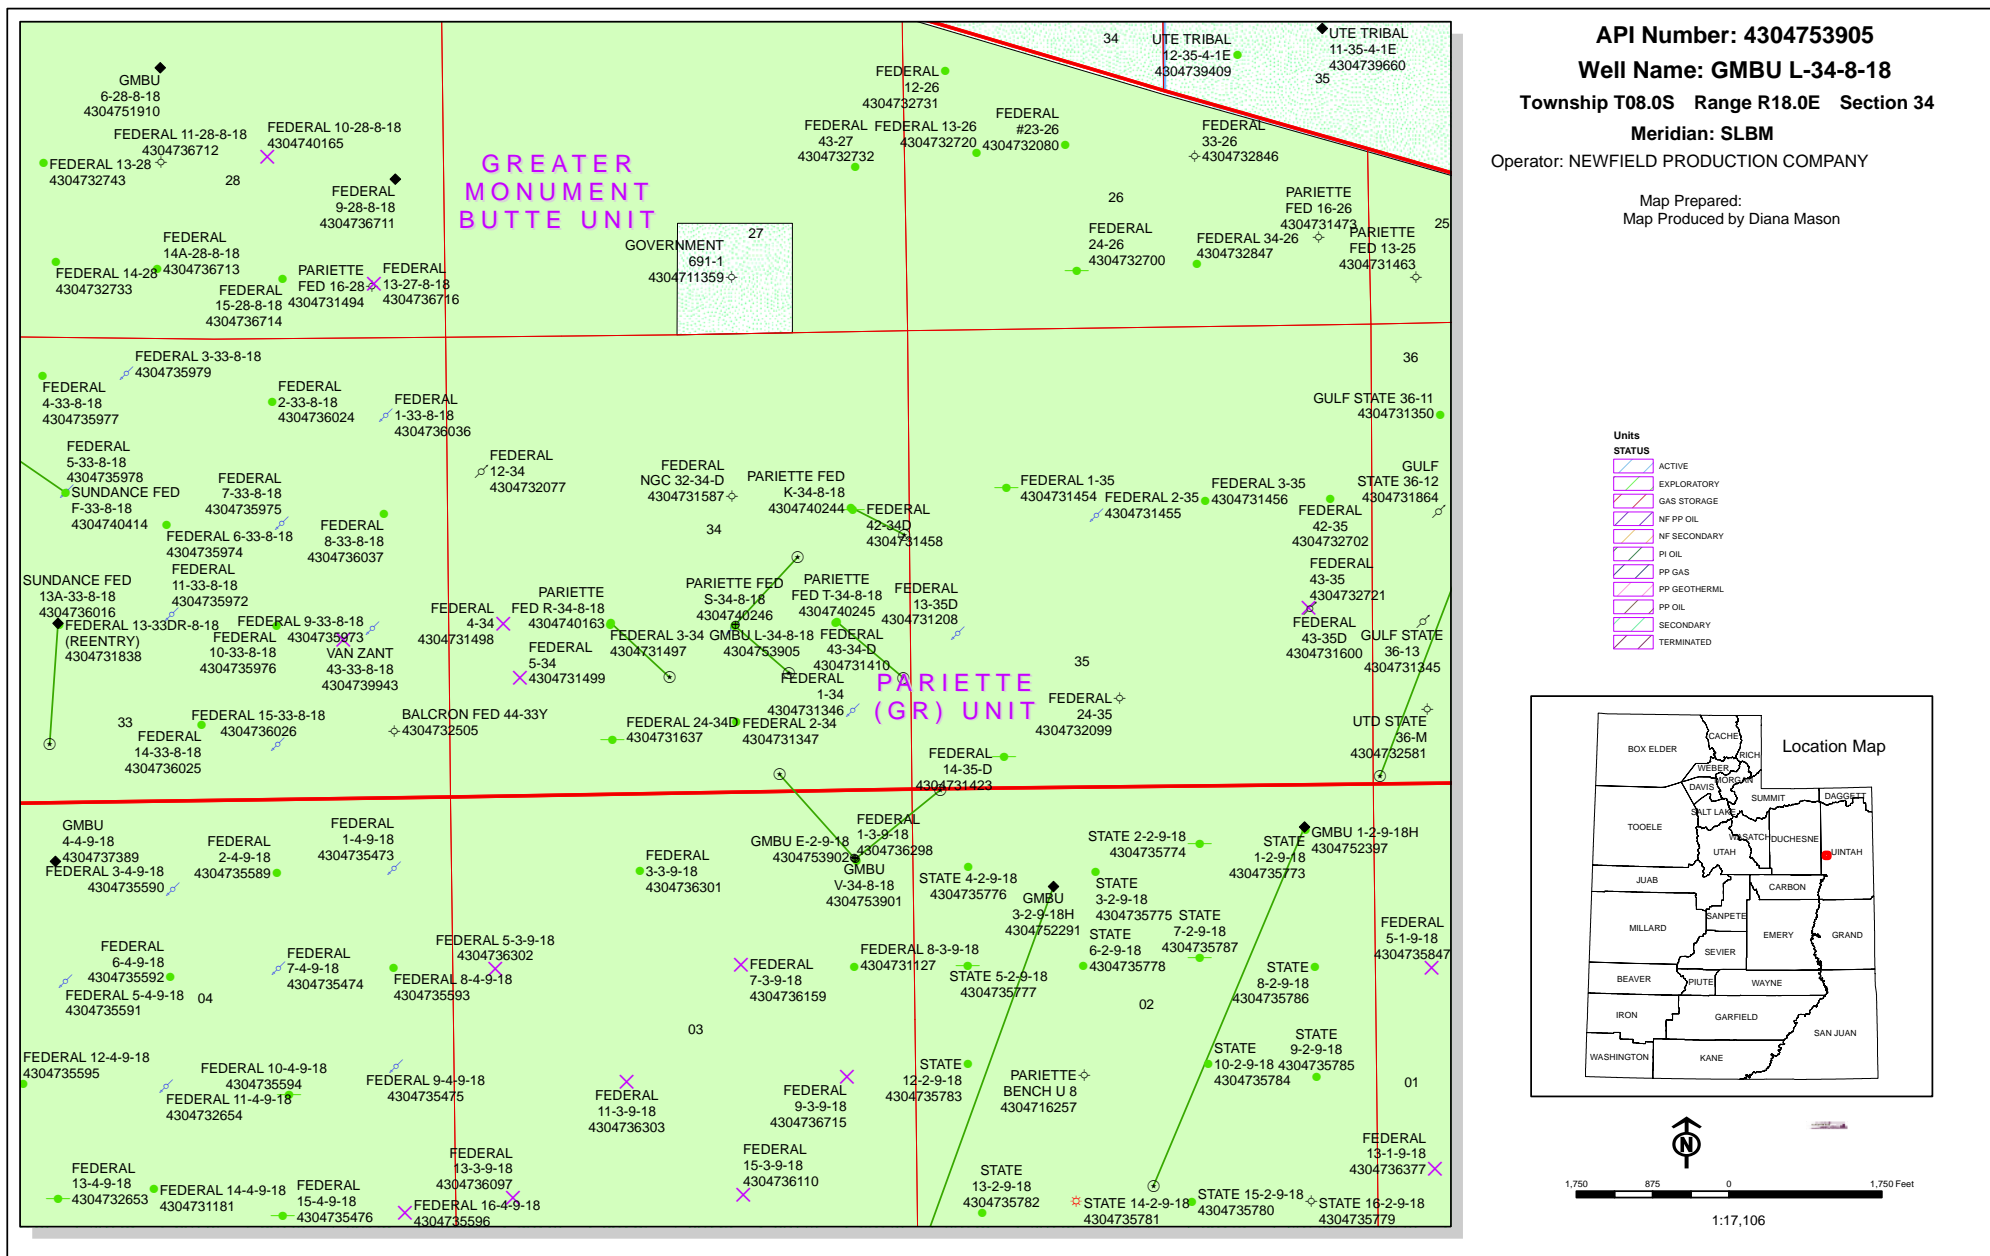 API Number: 4304753905
Well Name: GMBU L-34-8-18
Township T08.0S Range R18.0E Section 34
Meridian: SLBM
Operator: NEWFIELD PRODUCTION COMPANY
Map Prepared:
Map Produced by Diana Mason
GREATER
MONUMENT
BUTTE UNIT
PARIETTE
(GR) UNIT
34
UTE TRIBAL
12-35-4-1E
4304739409
UTE TRIBAL
11-35-4-1E
4304739660
35
GMBU
6-28-8-18
4304751910
FEDERAL 11-28-8-18
4304736712
FEDERAL 10-28-8-18
4304740165
FEDERAL 13-28
4304732743
28
FEDERAL
9-28-8-18
4304736711
FEDERAL
12-26
4304732731
FEDERAL
43-27
4304732732
FEDERAL 13-26
4304732720
FEDERAL
#23-26
4304732080
FEDERAL
33-26
4304732846
26
PARIETTE
FED 16-26
4304731473
25
PARIETTE
FED 13-25
4304731463
FEDERAL
24-26
4304732700
FEDERAL 34-26
4304732847
27
GOVERNMENT
691-1
4304711359
FEDERAL 14-28
4304732733
FEDERAL
14A-28-8-18
4304736713
FEDERAL
15-28-8-18
4304736714
PARIETTE
FED 16-28
4304731494
FEDERAL
13-27-8-18
4304736716
FEDERAL 3-33-8-18
4304735979
FEDERAL
4-33-8-18
4304735977
FEDERAL
2-33-8-18
4304736024
FEDERAL
1-33-8-18
4304736036
36
GULF STATE 36-11
4304731350
FEDERAL
5-33-8-18
4304735978
SUNDANCE FED
F-33-8-18
4304740414
FEDERAL
7-33-8-18
4304735975
FEDERAL 6-33-8-18
4304735974
FEDERAL
8-33-8-18
4304736037
FEDERAL
12-34
4304732077
FEDERAL
NGC 32-34-D
4304731587
34
PARIETTE FED
K-34-8-18
4304740244
FEDERAL
42-34D
4304731458
FEDERAL 1-35
4304731454
FEDERAL 2-35
4304731455
FEDERAL 3-35
4304731456
FEDERAL
42-35
4304732702
GULF
STATE 36-12
4304731864
SUNDANCE FED
13A-33-8-18
4304736016
FEDERAL 13-33DR-8-18
(REENTRY)
4304731838
FEDERAL
11-33-8-18
4304735972
FEDERAL 9-33-8-18
4304735973
FEDERAL
10-33-8-18
4304735976
VAN ZANT
43-33-8-18
4304739943
FEDERAL
4-34
4304731498
FEDERAL
5-34
4304731499
PARIETTE
FED R-34-8-18
4304740163
FEDERAL 3-34
4304731497
PARIETTE FED
S-34-8-18
4304740246
GMBU L-34-8-18
4304753905
PARIETTE
FED T-34-8-18
4304740245
FEDERAL
43-34-D
4304731410
FEDERAL
13-35D
4304731208
FEDERAL
1-34
4304731346
FEDERAL
43-35
4304732721
FEDERAL
43-35D
4304731600
GULF STATE
36-13
4304731345
35
FEDERAL
24-35
4304732099
UTD STATE
36-M
4304732581
33
FEDERAL 15-33-8-18
4304736026
FEDERAL
14-33-8-18
4304736025
BALCRON FED 44-33Y
4304732505
FEDERAL 24-34D
4304731637
FEDERAL 2-34
4304731347
FEDERAL
14-35-D
4304731423
GMBU
4-4-9-18
4304737389
FEDERAL 3-4-9-18
4304735590
FEDERAL
2-4-9-18
4304735589
FEDERAL
1-4-9-18
4304735473
FEDERAL
3-3-9-18
4304736301
GMBU E-2-9-18
4304753902
FEDERAL
1-3-9-18
4304736298
GMBU
V-34-8-18
4304753901
STATE 4-2-9-18
4304735776
STATE 2-2-9-18
4304735774
STATE
1-2-9-18
4304735773
GMBU 1-2-9-18H
4304752397
GMBU
3-2-9-18H
4304752291
STATE
3-2-9-18
4304735775
STATE
7-2-9-18
4304735787
STATE
6-2-9-18
4304735778
FEDERAL
5-1-9-18
4304735847
FEDERAL
6-4-9-18
4304735592
FEDERAL 5-4-9-18
4304735591
04
FEDERAL
7-4-9-18
4304735474
FEDERAL 8-4-9-18
4304735593
FEDERAL 5-3-9-18
4304736302
FEDERAL
7-3-9-18
4304736159
FEDERAL 8-3-9-18
4304731127
STATE 5-2-9-18
4304735777
STATE
8-2-9-18
4304735786
02
03
FEDERAL 12-4-9-18
4304735595
FEDERAL 10-4-9-18
4304735594
FEDERAL 11-4-9-18
4304732654
FEDERAL 9-4-9-18
4304735475
FEDERAL
11-3-9-18
4304736303
FEDERAL
9-3-9-18
4304736715
STATE
12-2-9-18
4304735783
PARIETTE
BENCH U 8
4304716257
STATE
10-2-9-18
4304735784
STATE
9-2-9-18
4304735785
01
FEDERAL
13-4-9-18
4304732653
FEDERAL 14-4-9-18
4304731181
FEDERAL
15-4-9-18
4304735476
FEDERAL
13-3-9-18
4304736097
FEDERAL 16-4-9-18
4304735596
FEDERAL
15-3-9-18
4304736110
STATE
13-2-9-18
4304735782
STATE 14-2-9-18
4304735781
STATE 15-2-9-18
4304735780
STATE 16-2-9-18
4304735779
FEDERAL
13-1-9-18
4304736377
Units
STATUS
ACTIVE
EXPLORATORY
GAS STORAGE
NF PP OIL
NF SECONDARY
PI OIL
PP GAS
PP GEOTHERML
PP OIL
SECONDARY
TERMINATED
Location Map
BOX ELDER
CACHE
RICH
WEBER
MORGAN
DAVIS
SUMMIT
DAGGETT
SALT LAKE
TOOELE
WASATCH
DUCHESNE
UTAH
UINTAH
JUAB
CARBON
SANPETE
MILLARD
EMERY
GRAND
SEVIER
BEAVER
PIUTE
WAYNE
IRON
GARFIELD
SAN JUAN
WASHINGTON
KANE
N
1,750 875 0 1,750 Feet
1:17,106